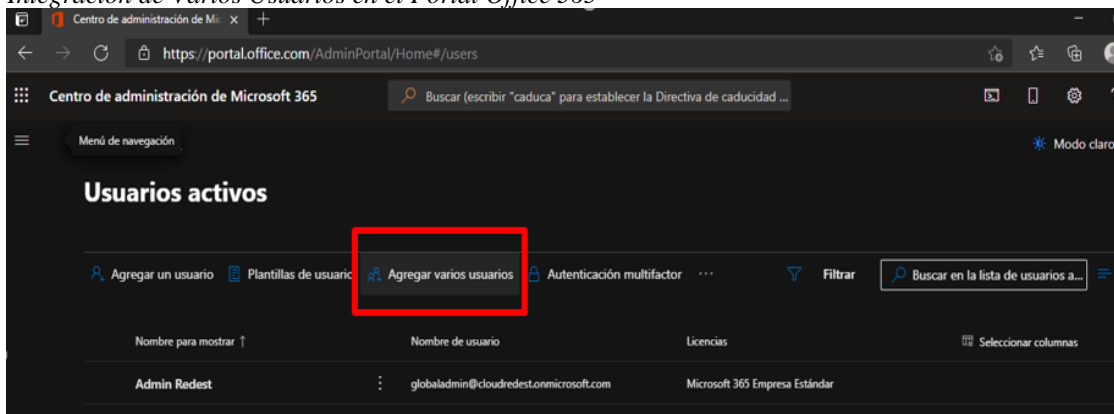 Integración de Varios Usuarios en el Portal Office 365
Centro de administración de Mic
https://portal.office.com/AdminPortal/Home#/users
Centro de administración de Microsoft 365
Buscar (escribir "caduca" para establecer la Directiva de caducidad ...
Menú de navegación
Modo claro
Usuarios activos
Agregar un usuario Plantillas de usuario Agregar varios usuarios Autenticación multifactor ... Filtrar Buscar en la lista de usuarios a...
Nombre para mostrar ↑ Nombre de usuario Licencias Seleccionar columnas
Admin Redest globaladmin@cloudredest.onmicrosoft.com Microsoft 365 Empresa Estándar